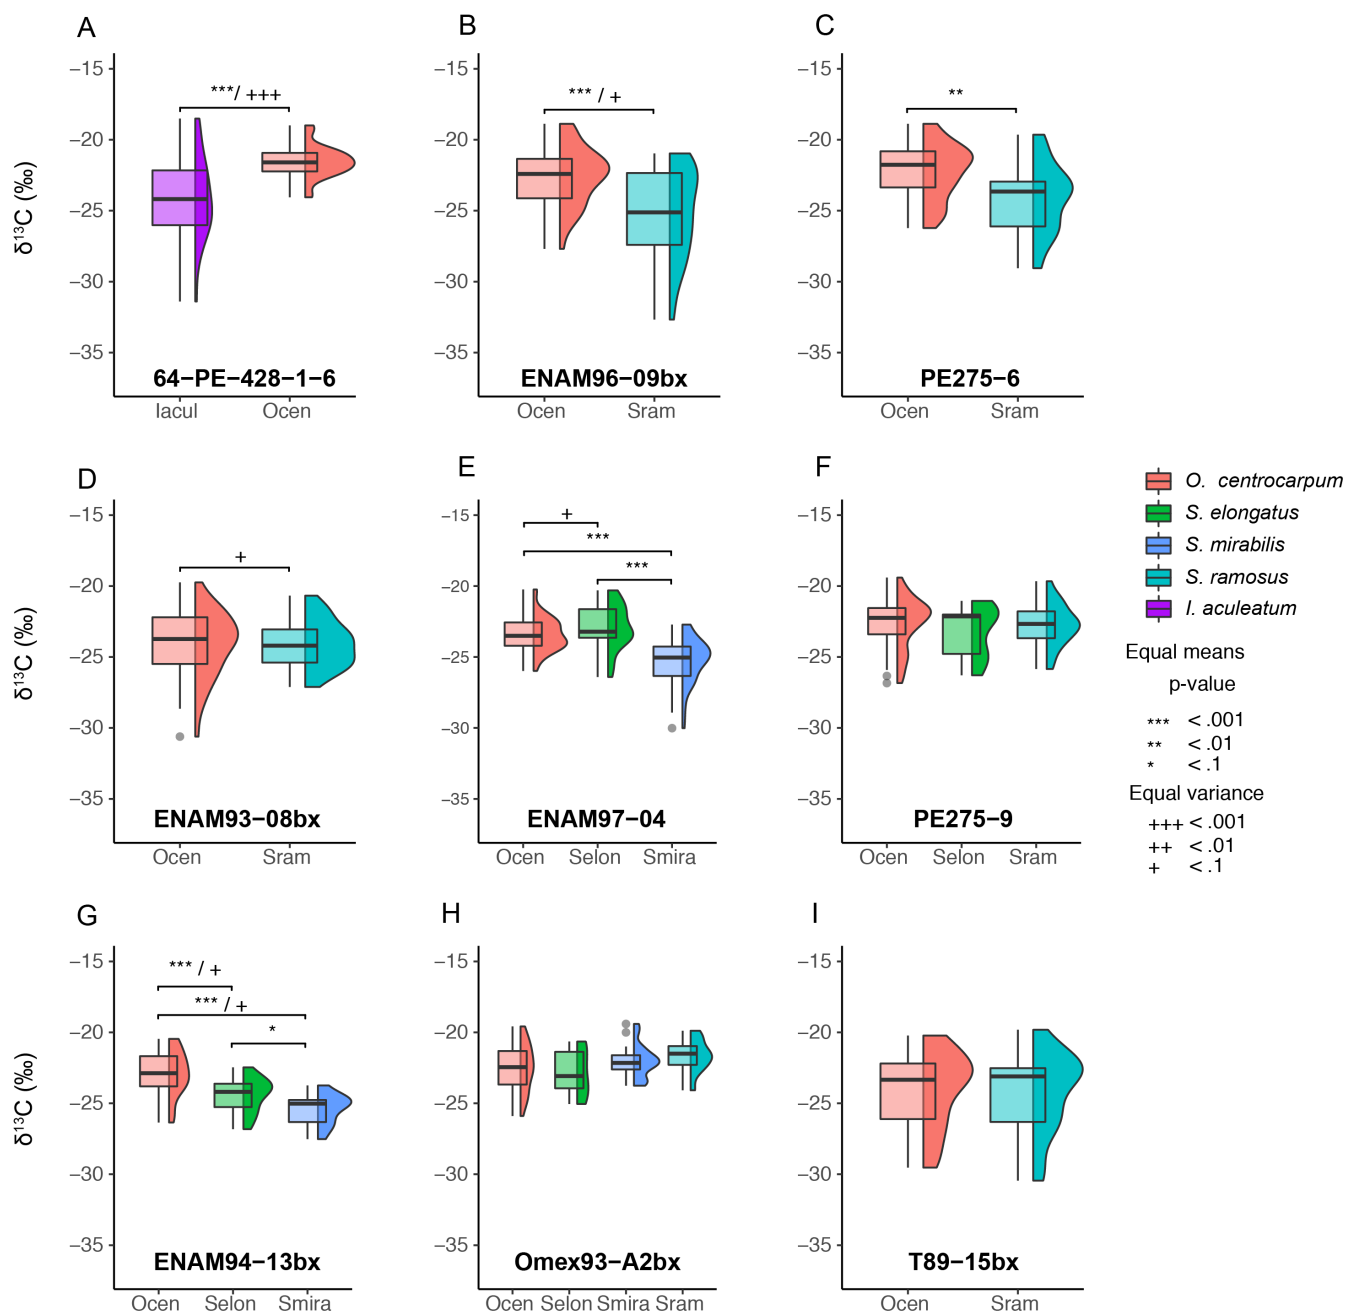 A
B
C
δ¹³C (‰)
−15
−20
−25
−30
−35
***/ +++
64−PE−428−1−6
Iacul Ocen
−15
−20
−25
−30
−35
*** / +
ENAM96−09bx
Ocen Sram
−15
−20
−25
−30
−35
**
PE275−6
Ocen Sram
D
E
F
δ¹³C (‰)
−15
−20
−25
−30
−35
+
ENAM93−08bx
Ocen Sram
−15
−20
−25
−30
−35
+
***
***
ENAM97−04
Ocen Selon Smira
−15
−20
−25
−30
−35
PE275−9
Ocen Selon Sram
O. centrocarpum
S. elongatus
S. mirabilis
S. ramosus
I. aculeatum
Equal means
p-value
*** < .001
** < .01
* < .1
Equal variance
+++ < .001
++ < .01
+ < .1
G
H
I
δ¹³C (‰)
−15
−20
−25
−30
−35
*** / +
*** / +
*
ENAM94−13bx
Ocen Selon Smira
−15
−20
−25
−30
−35
Omex93−A2bx
Ocen Selon Smira Sram
−15
−20
−25
−30
−35
T89−15bx
Ocen Sram